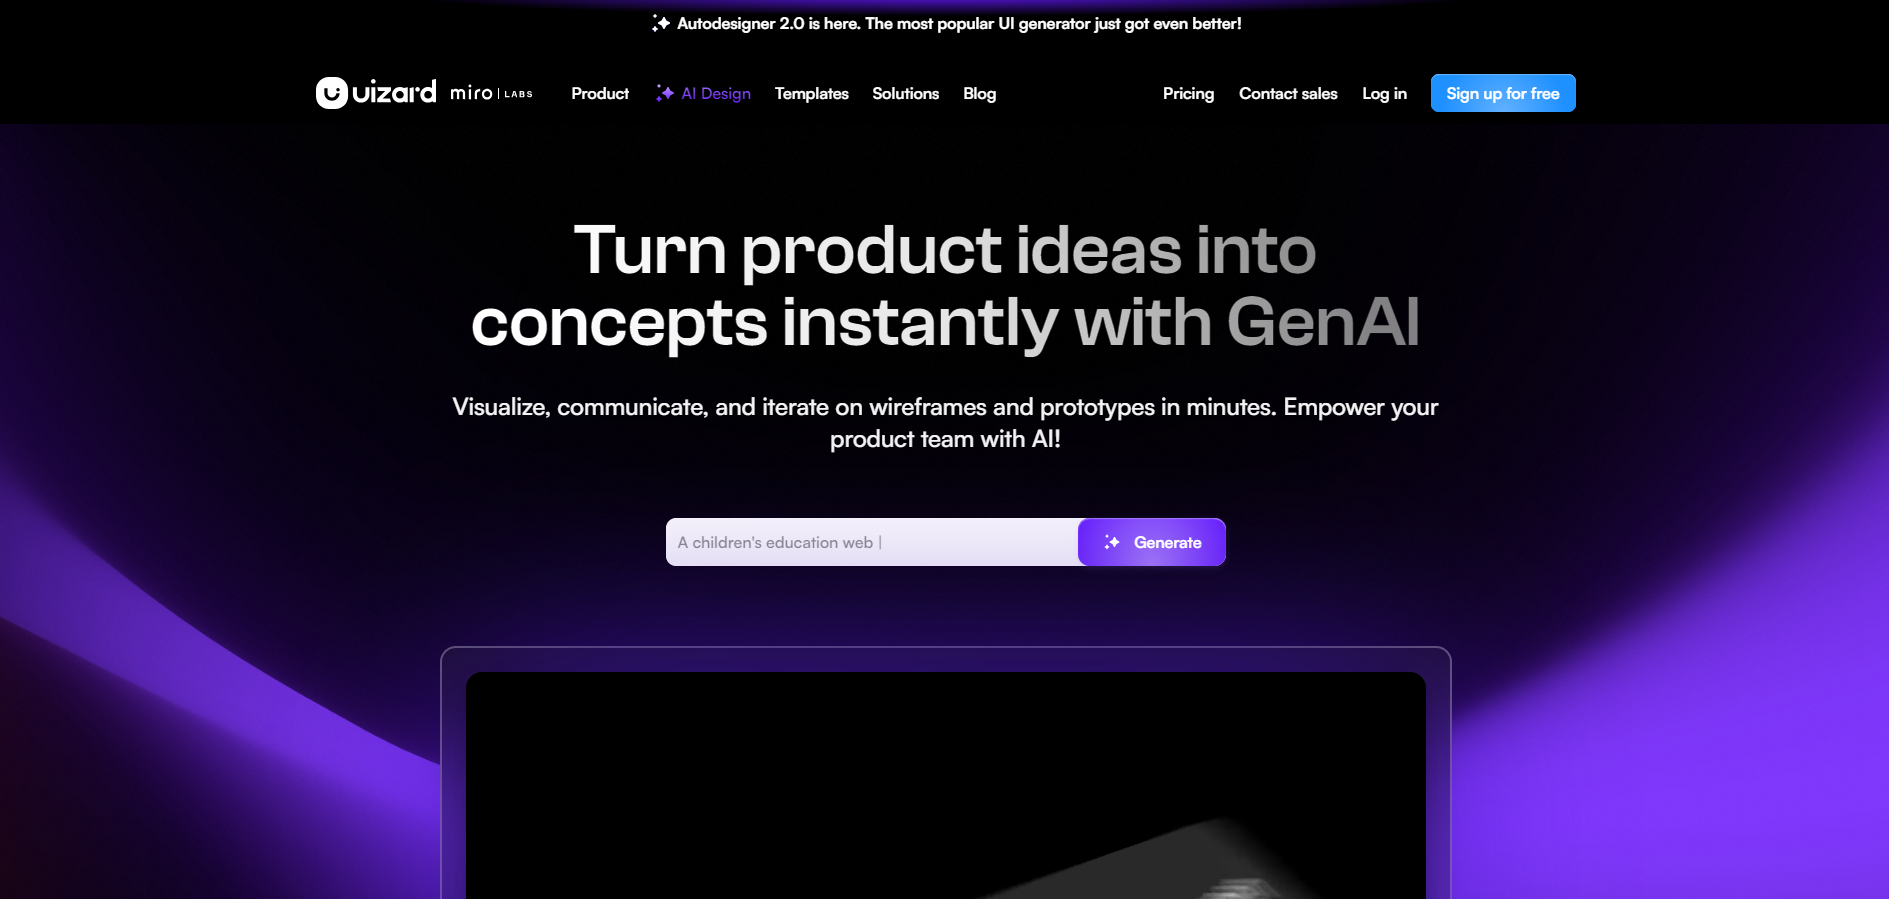 Autodesigner 2.0 is here. The most popular UI generator just got even better!
uizard miro | LABS Product AI Design Templates Solutions Blog Pricing Contact sales Log in Sign up for free
Turn product ideas into
concepts instantly with GenAI
Visualize, communicate, and iterate on wireframes and prototypes in minutes. Empower your
product team with AI!
A children's education web | Generate